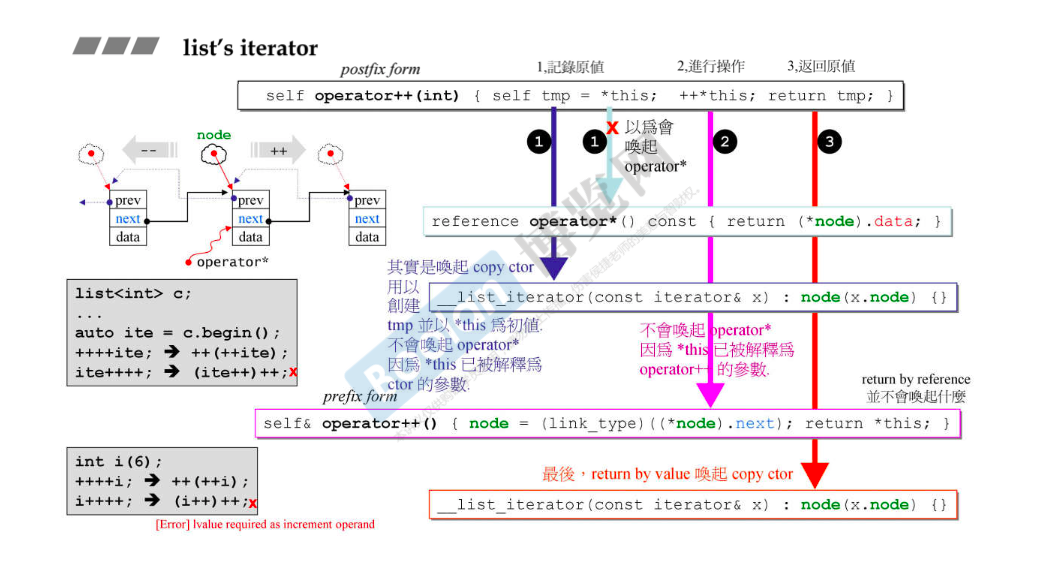 list's iterator
postfix form
1,記錄原值
2,進行操作
3,返回原值
self operator++(int) { self tmp = *this; ++*this; return tmp; }
1
1
2
3
x 以爲會
喚起
operator*
node
--
++
prev
next
data
prev
next
data
prev
next
data
operator*
reference operator*() const { return (*node).data; }
其實是喚起 copy ctor
用以
創建
tmp 並以 *this 爲初值.
不會喚起 operator*
因爲 *this 已被解釋爲
ctor 的參數.
__list_iterator(const iterator& x) : node(x.node) {}
不會喚起 operator*
因爲 *this 已被解釋爲
operator++ 的參數.
list<int> c;
...
auto ite = c.begin();
++++ite; ➔ ++(++ite);
ite++++; ➔ (ite++)++;x
return by reference
並不會喚起什麼
prefix form
self& operator++() { node = (link_type)((*node).next); return *this; }
int i(6);
++++i; ➔ ++(++i);
i++++; ➔ (i++)++;x
[Error] lvalue required as increment operand
最後，return by value 喚起 copy ctor
__list_iterator(const iterator& x) : node(x.node) {}
Boolan
博览网